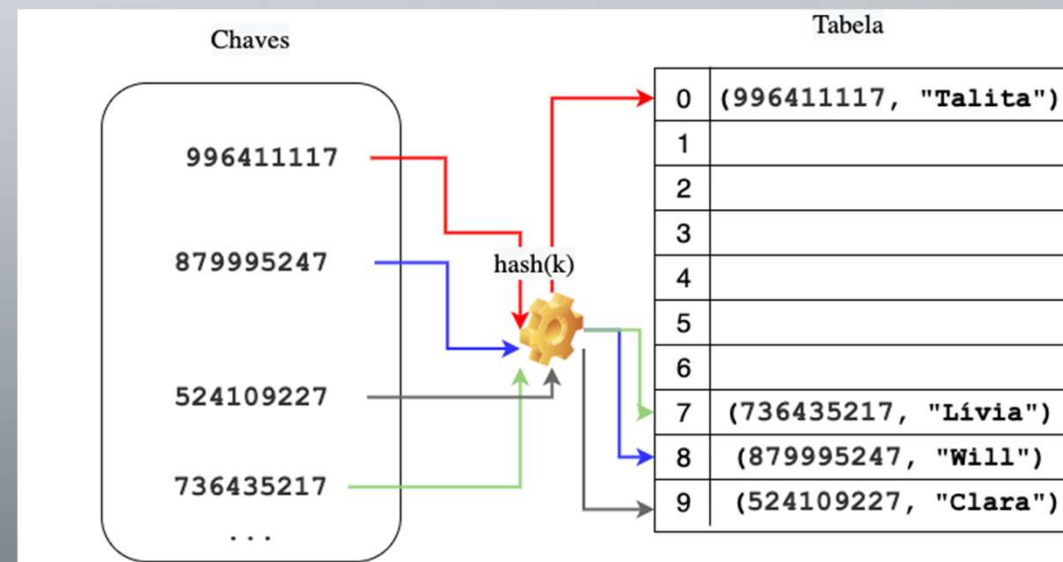 Chaves
996411117
879995247
524109227
736435217
...
hash(k)
Tabela
0 (996411117, "Talita")
1
2
3
4
5
6
7 (736435217, "Lívia")
8 (879995247, "Will")
9 (524109227, "Clara")